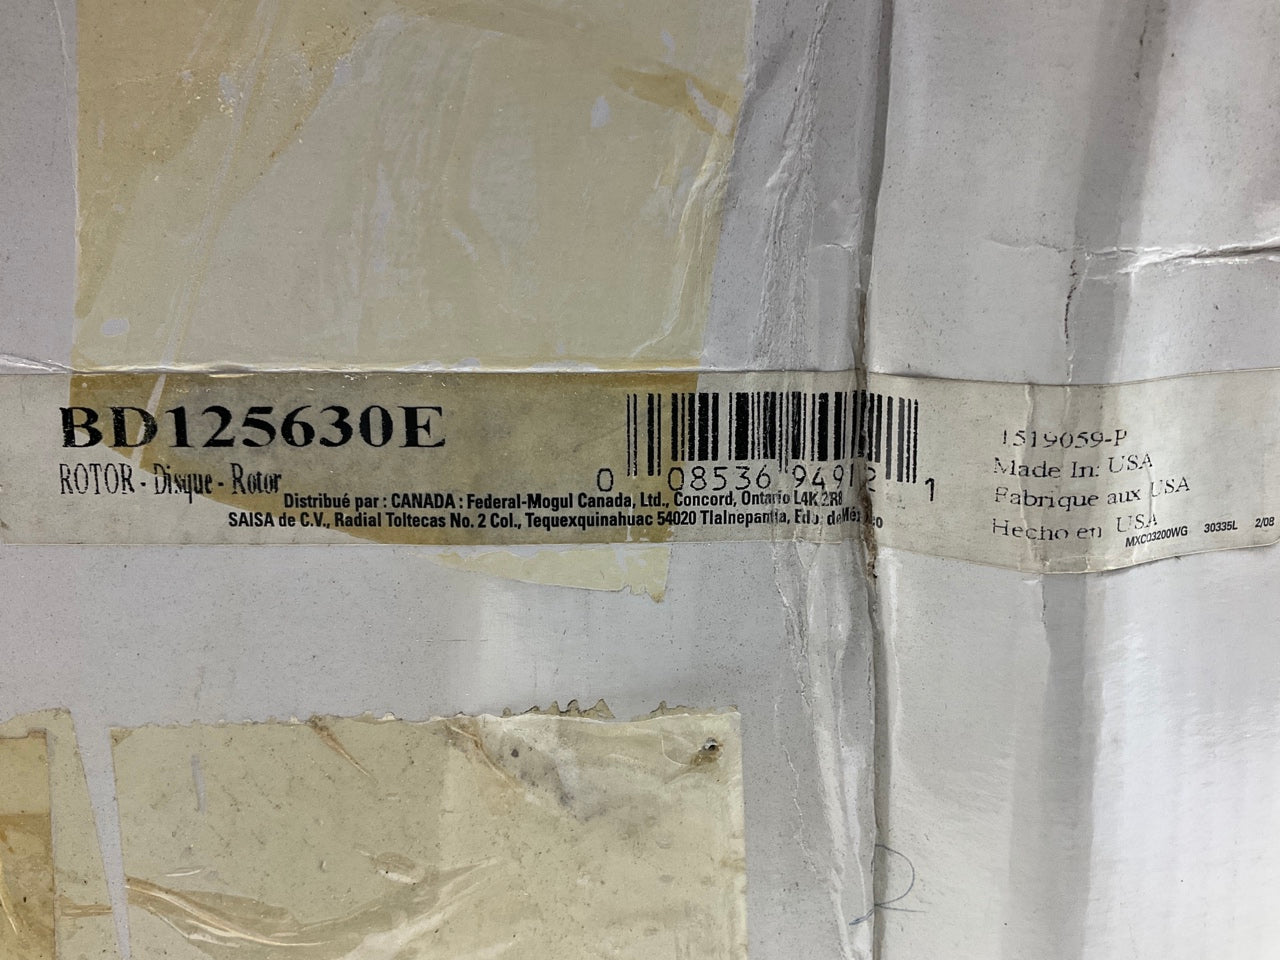 BD125630E
ROTOR - Disque - Rotor
Distribué par : CANADA : Federal-Mogul Canada, Ltd., Concord, Ontario L4K 2R8
SAISA de C.V., Radial Toltecas No. 2 Col., Tequexquinahuac 54020 Tlalnepantla, Edo. de México
0 08536 94912 1
1519059-P
Made In: USA
Fabrique aux USA
Hecho en USA
MXC03200WG 30335L 2/08